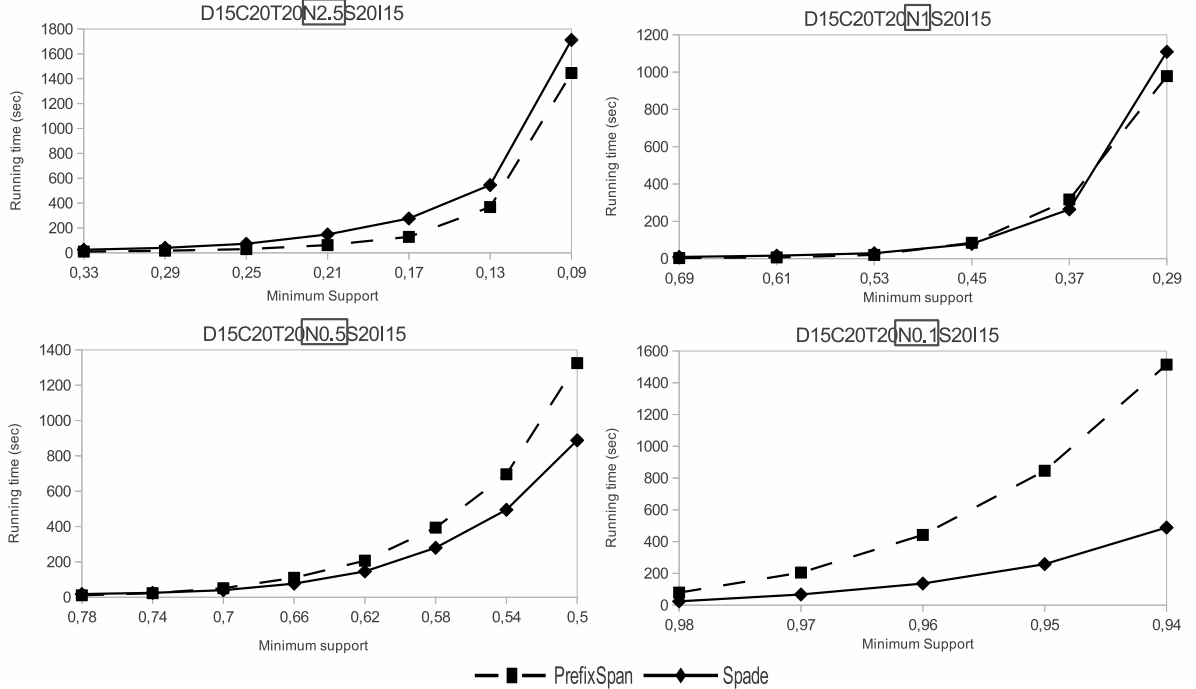 D15C20T20N2.5S20I15
1800
1600
1400
1200
1000
800
600
400
200
0
Running time (sec)
0,33 0,29 0,25 0,21 0,17 0,13 0,09
Minimum Support
D15C20T20N1S20I15
1200
1000
800
600
400
200
0
Running time (sec)
0,69 0,61 0,53 0,45 0,37 0,29
Minimum support
D15C20T20N0.5S20I15
1400
1200
1000
800
600
400
200
0
Running time (sec)
0,78 0,74 0,7 0,66 0,62 0,58 0,54 0,5
Minimum support
D15C20T20N0.1S20I15
1600
1400
1200
1000
800
600
400
200
0
Running time (sec)
0,98 0,97 0,96 0,95 0,94
Minimum Support
PrefixSpan Spade